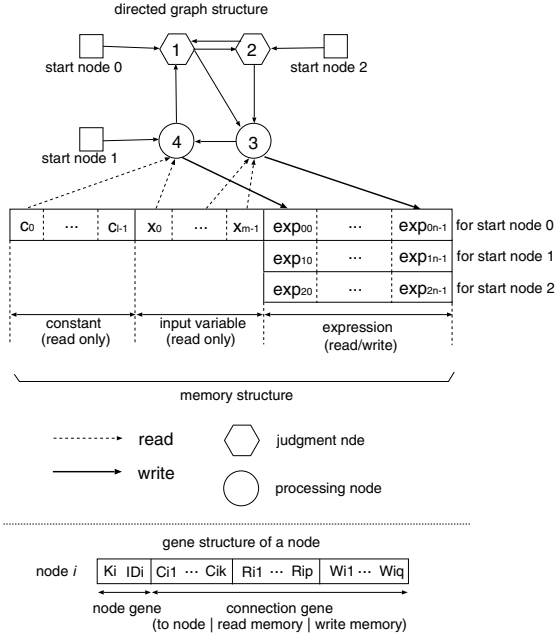 directed graph structure
1 2
start node 0 start node 2
4 3
start node 1
c0 ... cl-1 x0 ... xm-1 exp00 ... exp0n-1 for start node 0
exp10 ... exp1n-1 for start node 1
exp20 ... exp2n-1 for start node 2
constant input variable expression
(read only) (read only) (read/write)
memory structure
read judgment nde
write
processing node
gene structure of a node
node i Ki IDi Ci1 ... Cik Ri1 ... Rip Wi1 ... Wiq
node gene connection gene
(to node | read memory | write memory)